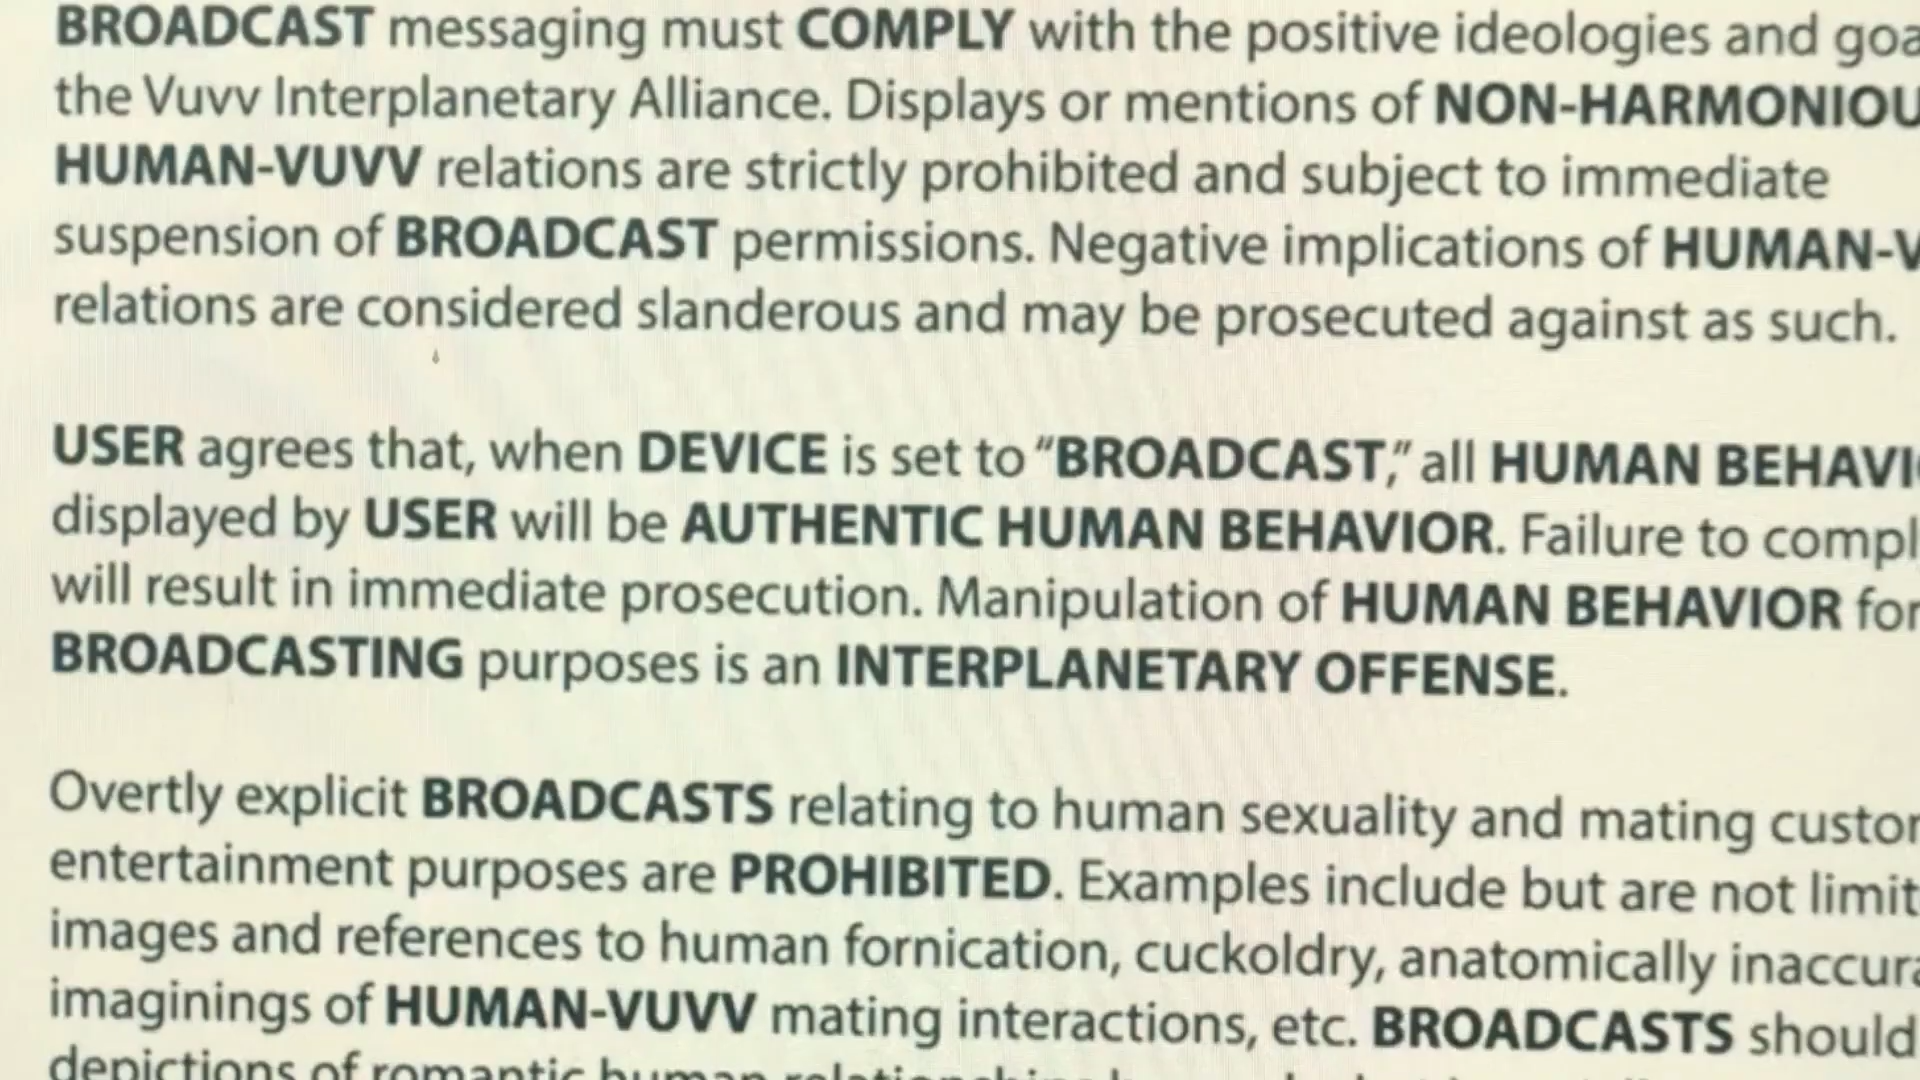 BROADCAST messaging must COMPLY with the positive ideologies and goa
the Vuvv Interplanetary Alliance. Displays or mentions of NON-HARMONIOU
HUMAN-VUVV relations are strictly prohibited and subject to immediate
suspension of BROADCAST permissions. Negative implications of HUMAN-V
relations are considered slanderous and may be prosecuted against as such.
USER agrees that, when DEVICE is set to “BROADCAST,” all HUMAN BEHAVI
displayed by USER will be AUTHENTIC HUMAN BEHAVIOR. Failure to compl
will result in immediate prosecution. Manipulation of HUMAN BEHAVIOR for
BROADCASTING purposes is an INTERPLANETARY OFFENSE.
Overtly explicit BROADCASTS relating to human sexuality and mating custom
entertainment purposes are PROHIBITED. Examples include but are not limit
images and references to human fornication, cuckoldry, anatomically inaccura
imaginings of HUMAN-VUVV mating interactions, etc. BROADCASTS should
depictions of romantic human relationships